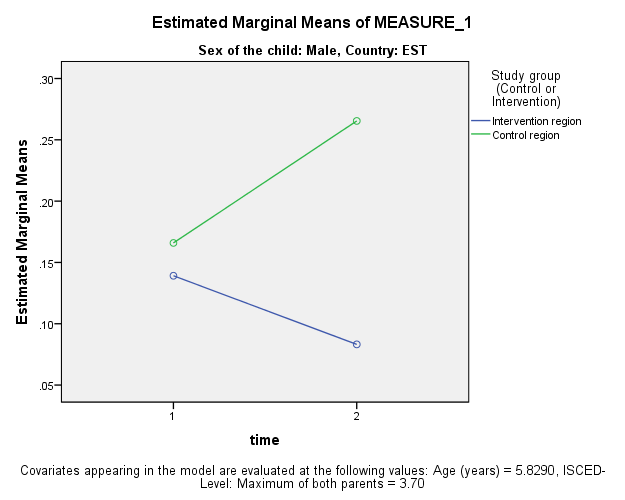 Estimated Marginal Means of MEASURE_1
Sex of the child: Male, Country: EST
Study group
(Control or
Intervention)
Intervention region
Control region
Estimated Marginal Means
.30
.25
.20
.15
.10
.05
1
2
time
Covariates appearing in the model are evaluated at the following values: Age (years) = 5.8290, ISCED-
Level: Maximum of both parents = 3.70